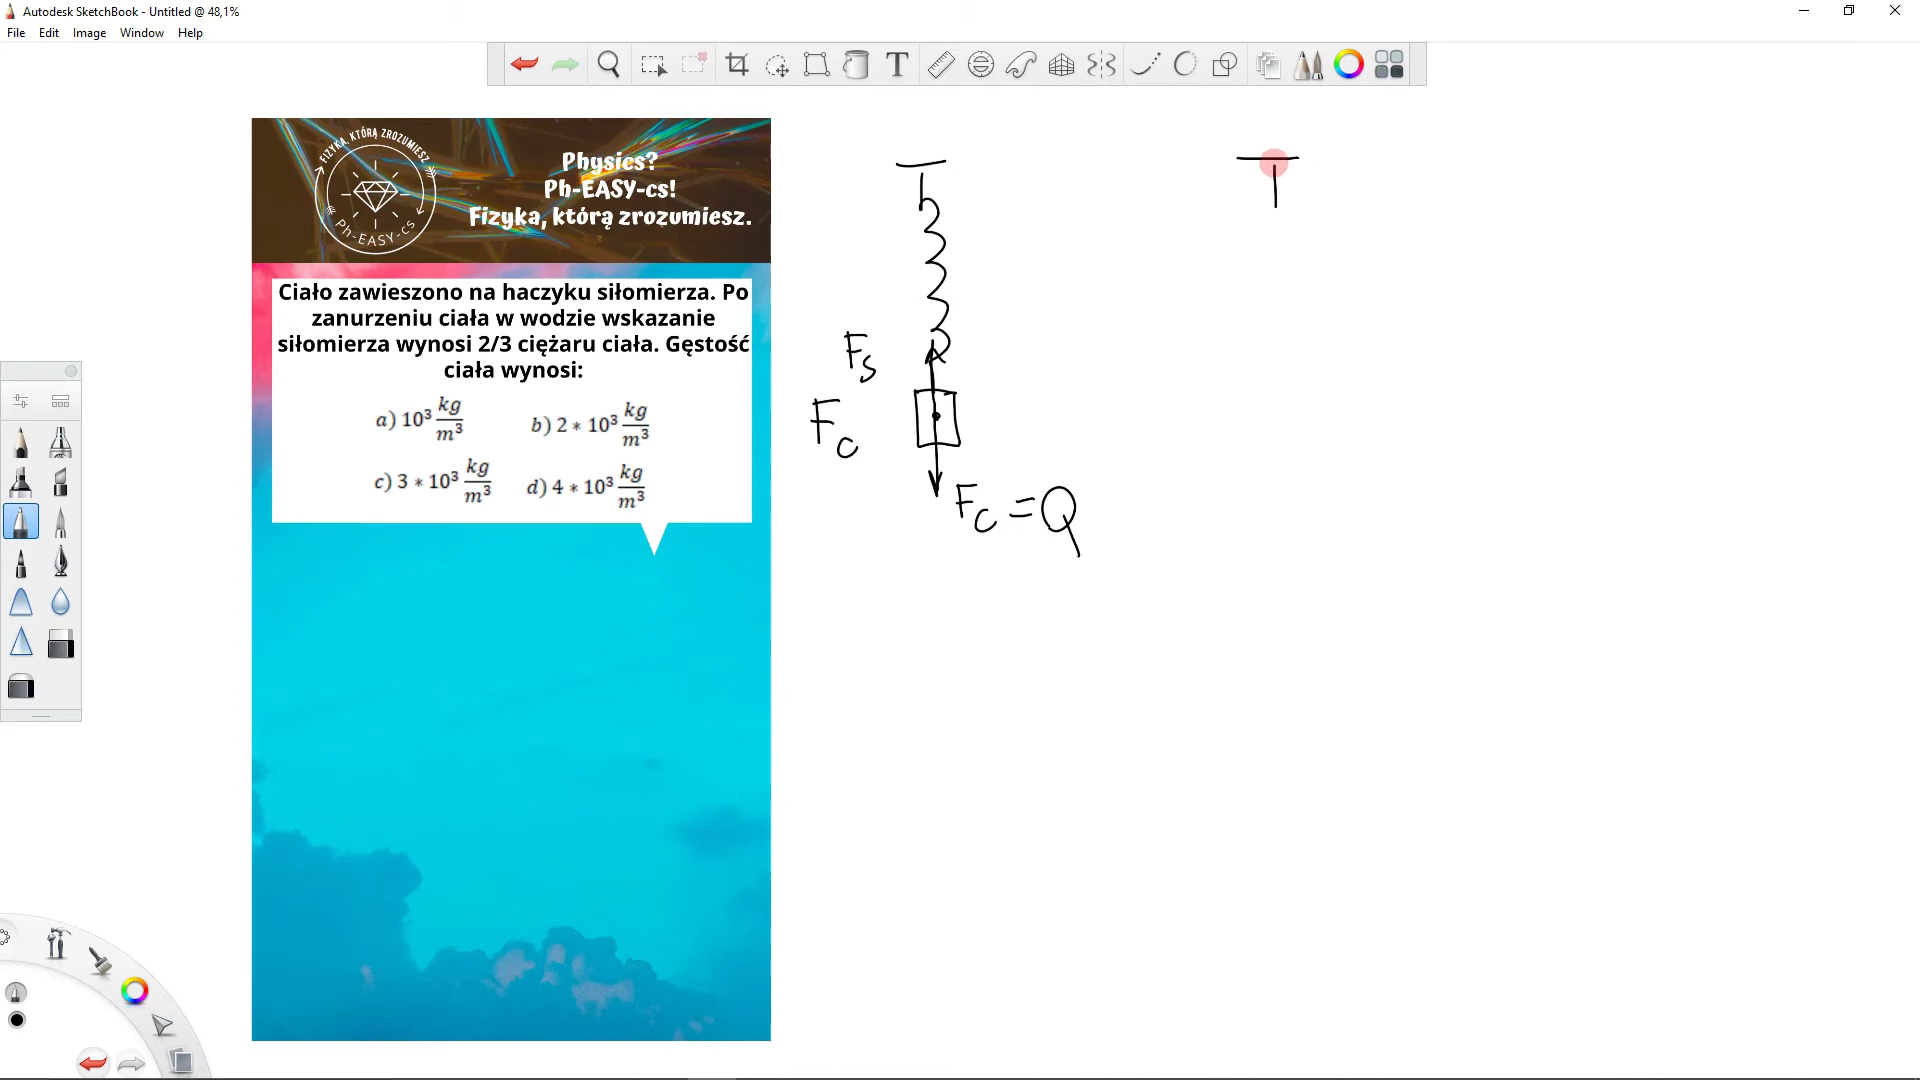 Autodesk SketchBook - Untitled @ 48,1%
File Edit Image Window Help
FIZYKA, KTÓRĄ ZROZUMIESZ
Ph-EASY-cs
Physics?
Ph-EASY-cs!
Fizyka, którą zrozumiesz.
Ciało zawieszono na haczyku siłomierza. Po
zanurzeniu ciała w wodzie wskazanie
siłomierza wynosi 2/3 ciężaru ciała. Gęstość
ciała wynosi:
a) 10³ kg/m³ b) 2 * 10³ kg/m³
c) 3 * 10³ kg/m³ d) 4 * 10³ kg/m³
F_s
F_c
F_c = Q
T